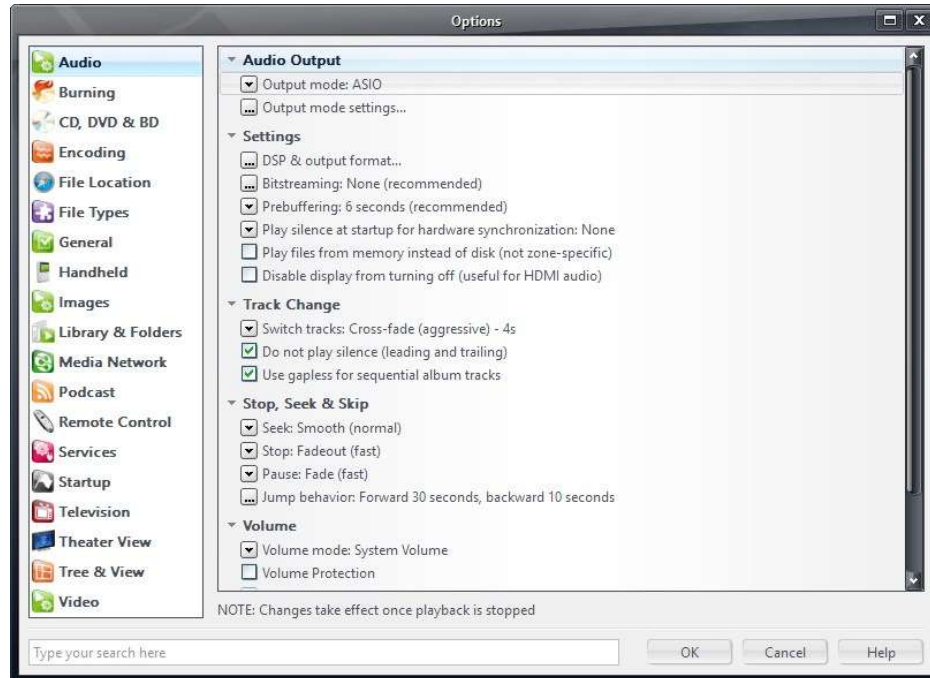 Options
Audio
Burning
CD, DVD & BD
Encoding
File Location
File Types
General
Handheld
Images
Library & Folders
Media Network
Podcast
Remote Control
Services
Startup
Television
Theater View
Tree & View
Video
Audio Output
Output mode: ASIO
Output mode settings...
Settings
DSP & output format...
Bitstreaming: None (recommended)
Prebuffering: 6 seconds (recommended)
Play silence at startup for hardware synchronization: None
Play files from memory instead of disk (not zone-specific)
Disable display from turning off (useful for HDMI audio)
Track Change
Switch tracks: Cross-fade (aggressive) - 4s
Do not play silence (leading and trailing)
Use gapless for sequential album tracks
Stop, Seek & Skip
Seek: Smooth (normal)
Stop: Fadeout (fast)
Pause: Fade (fast)
Jump behavior: Forward 30 seconds, backward 10 seconds
Volume
Volume mode: System Volume
Volume Protection
NOTE: Changes take effect once playback is stopped
Type your search here
OK
Cancel
Help